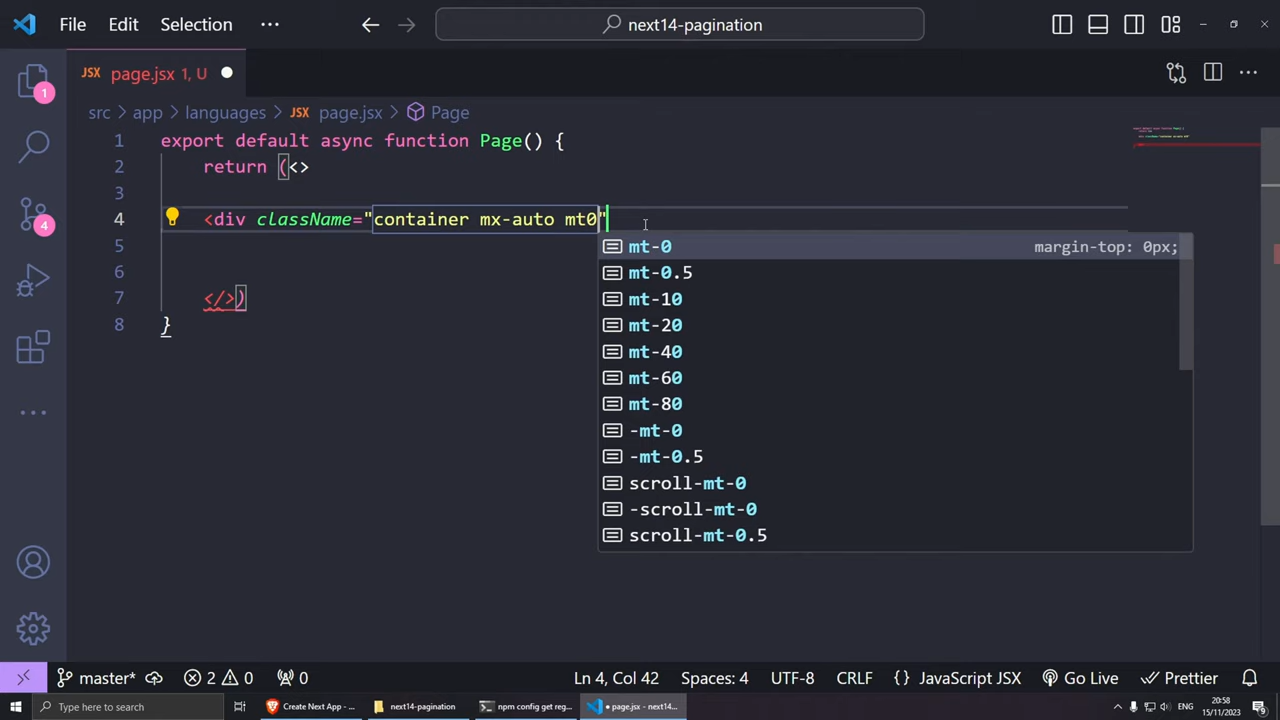 File Edit Selection ··· next14-pagination
JSX page.jsx 1, U
src > app > languages > JSX page.jsx > Page
1 export default async function Page() {
2 return (<>
3
4 <div className="container mx-auto mt0"
5
6
7 </>)
8 }
mt-0 margin-top: 0px;
mt-0.5
mt-10
mt-20
mt-40
mt-60
mt-80
-mt-0
-mt-0.5
scroll-mt-0
-scroll-mt-0
scroll-mt-0.5
1
4
master* 2 0 0 Ln 4, Col 42 Spaces: 4 UTF-8 CRLF { } JavaScript JSX Go Live Prettier
Type here to search Create Next App - ... next14-pagination npm config get reg... page.jsx - next14... 20:58
15/11/2023